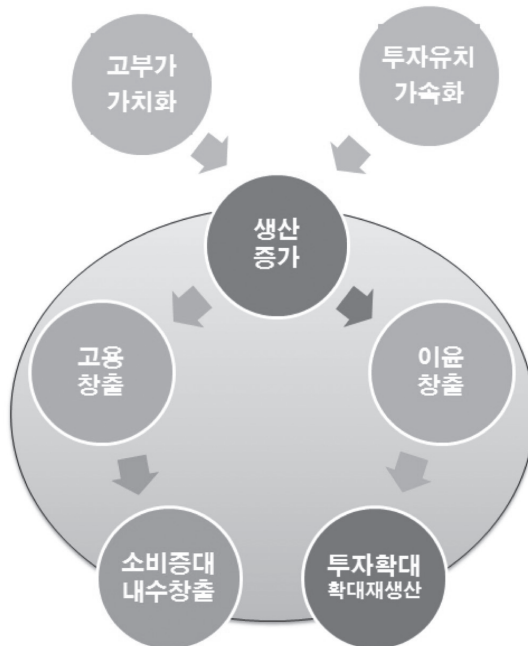 고부가
가치화
투자유치
가속화
생산
증가
고용
창출
이윤
창출
소비증대
내수창출
투자확대
확대재생산